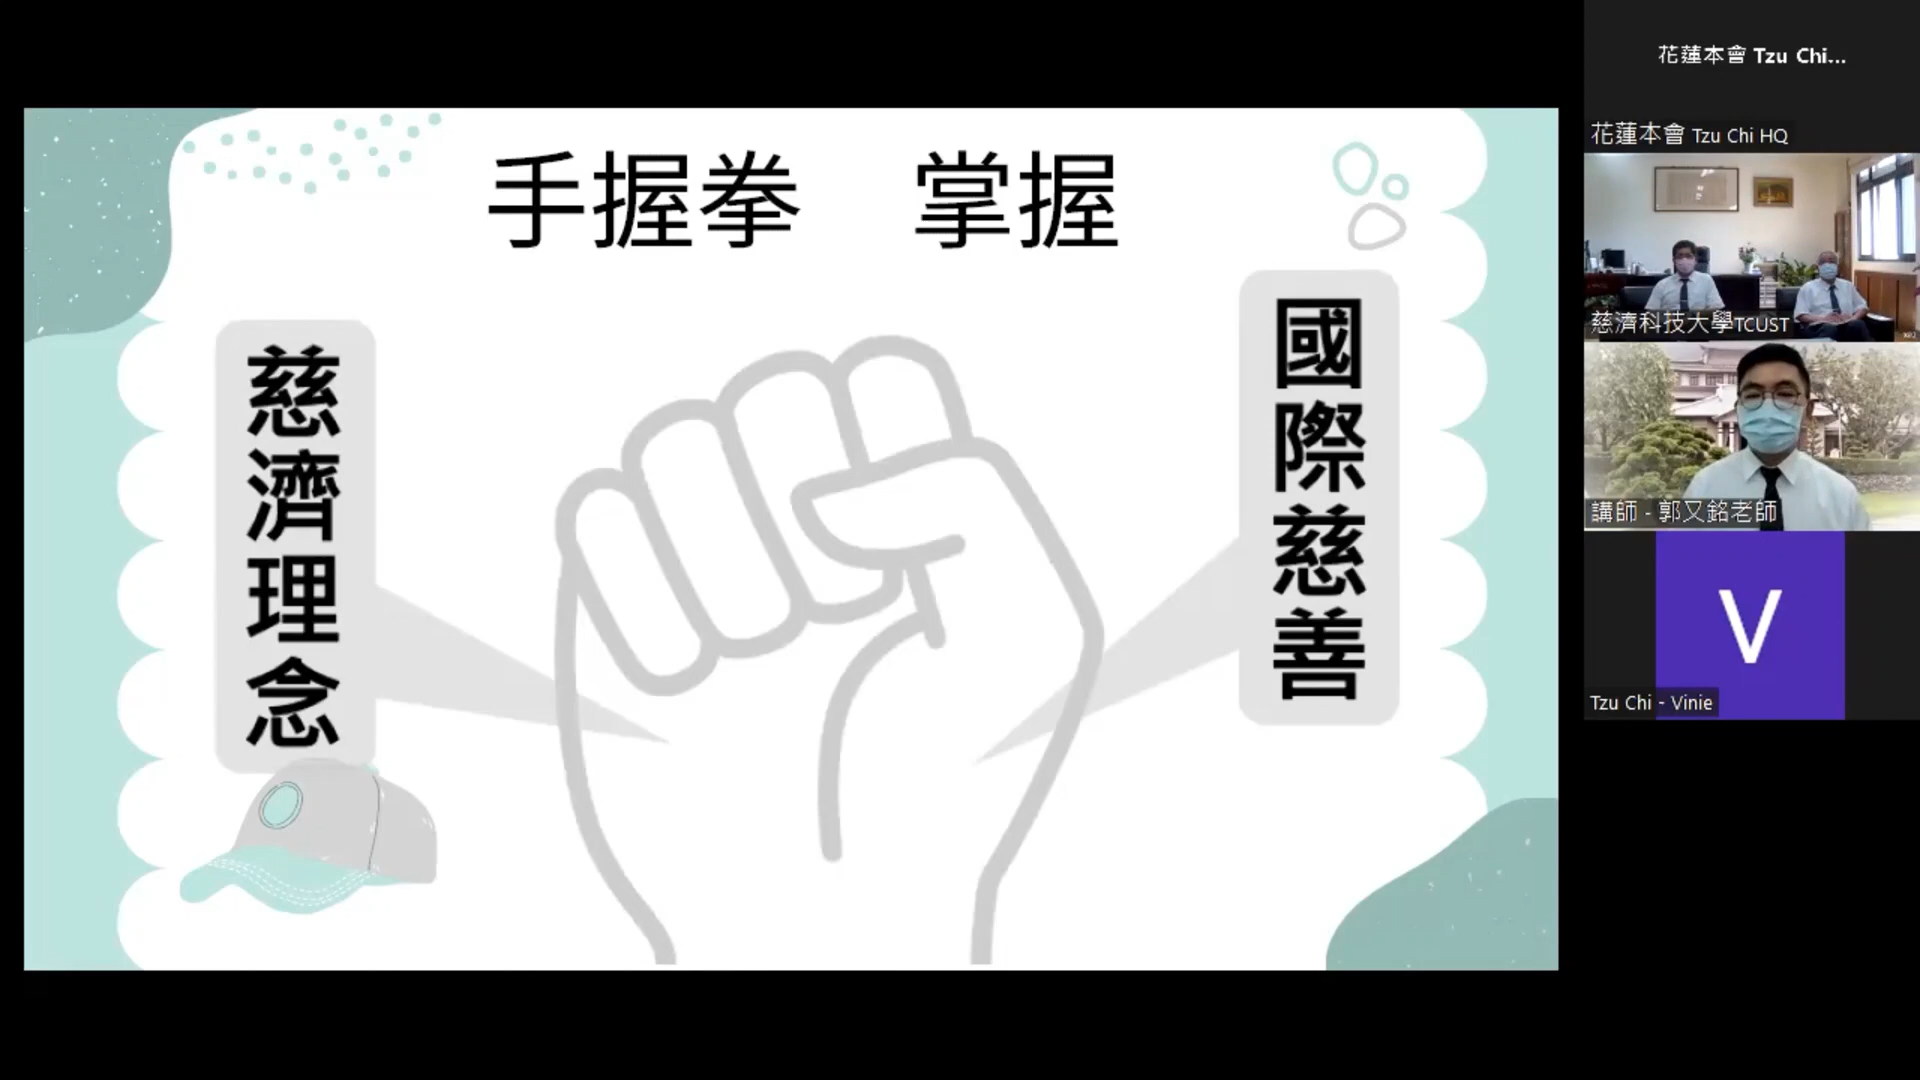 手握拳 掌握
慈濟理念
國際慈善
花蓮本會 Tzu Chi...
花蓮本會 Tzu Chi HQ
慈濟科技大學TCUST
講師 - 郭又銘老師
V
Tzu Chi - Vinie